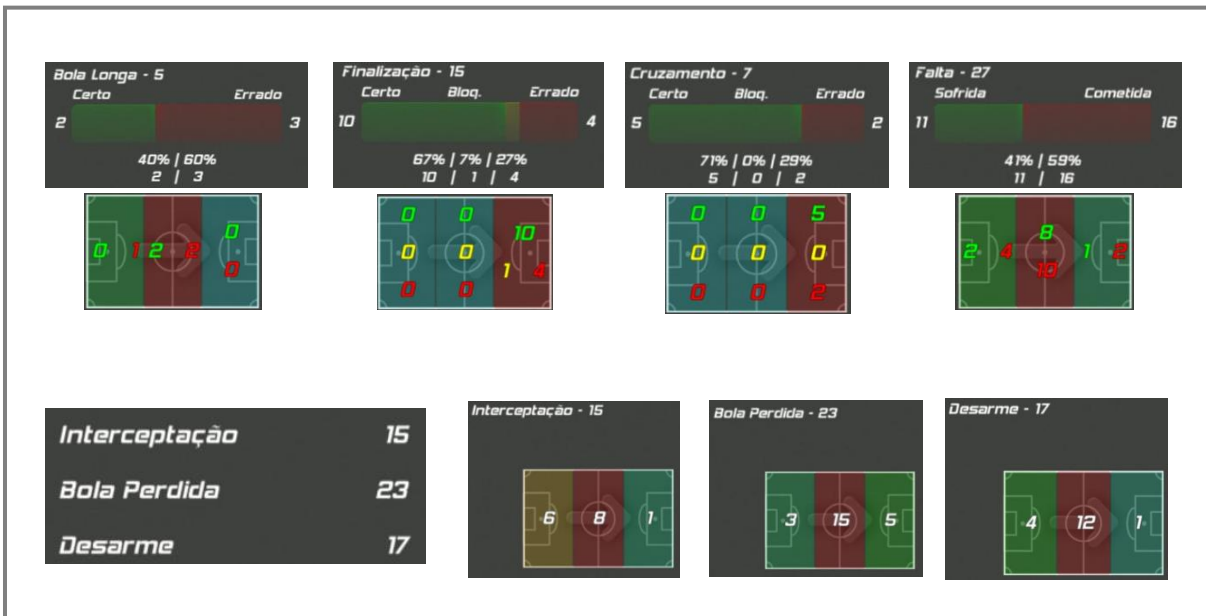 Bola Longa - 5
Certo Errado
2 3
40% | 60%
2 | 3
0 1 2 2 0
0
Finalização - 15
Certo Bloq. Errado
10 4
67% | 7% | 27%
10 | 1 | 4
0 0 10
0 0 1 4
0 0
Cruzamento - 7
Certo Bloq. Errado
5 2
71% | 0% | 29%
5 | 0 | 2
0 0 5
0 0 0
0 0 2
Falta - 27
Sofrida Cometida
11 16
41% | 59%
11 | 16
8
2 4 1 2
10
Interceptação 15
Bola Perdida 23
Desarme 17
Interceptação - 15
6 8 1
Bola Perdida - 23
3 15 5
Desarme - 17
4 12 1